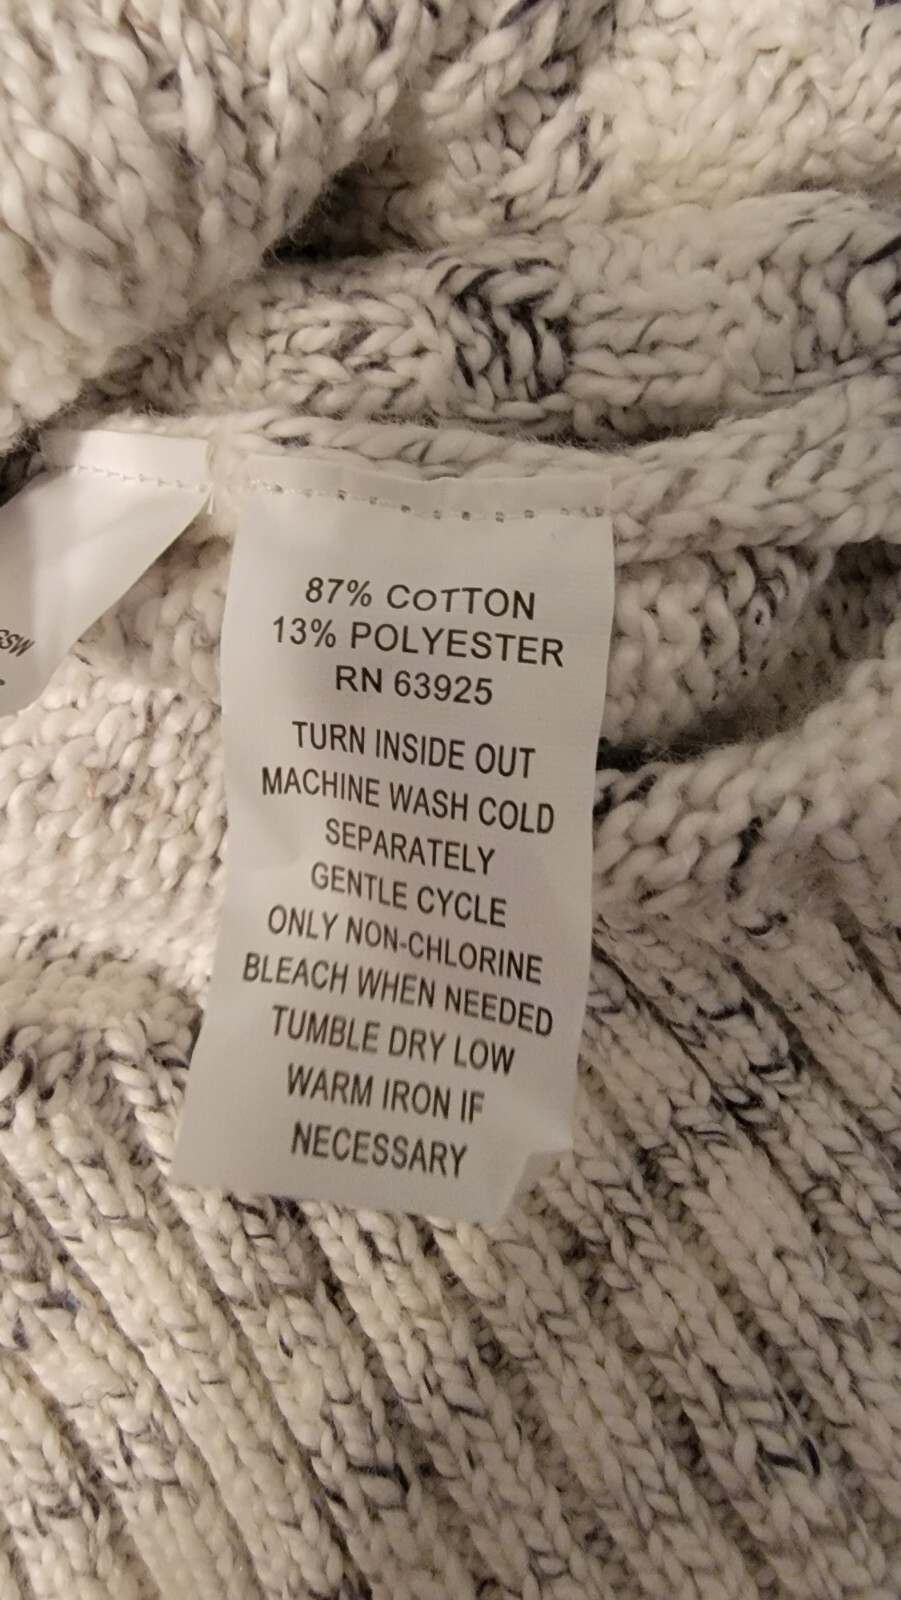 87% COTTON
13% POLYESTER
RN 63925
TURN INSIDE OUT
MACHINE WASH COLD
SEPARATELY
GENTLE CYCLE
ONLY NON-CHLORINE
BLEACH WHEN NEEDED
TUMBLE DRY LOW
WARM IRON IF
NECESSARY